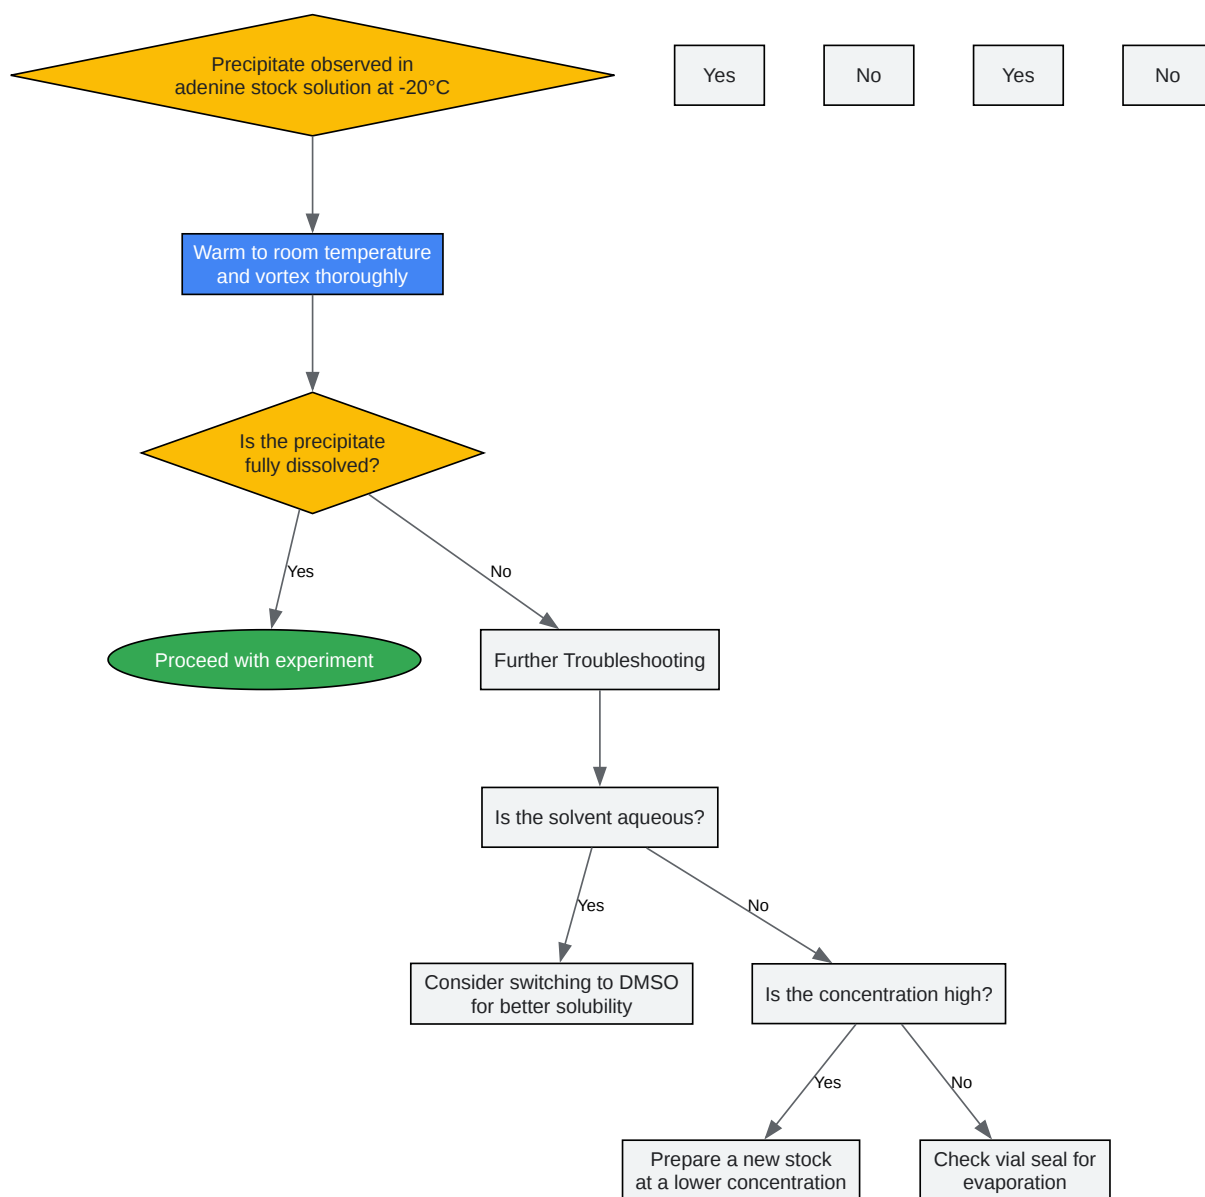 Precipitate observed in
adenine stock solution at -20°C
Yes
No
Yes
No
Warm to room temperature
and vortex thoroughly
Is the precipitate
fully dissolved?
Yes
No
Proceed with experiment
Further Troubleshooting
Is the solvent aqueous?
Yes
No
Consider switching to DMSO
for better solubility
Is the concentration high?
Yes
No
Prepare a new stock
at a lower concentration
Check vial seal for
evaporation